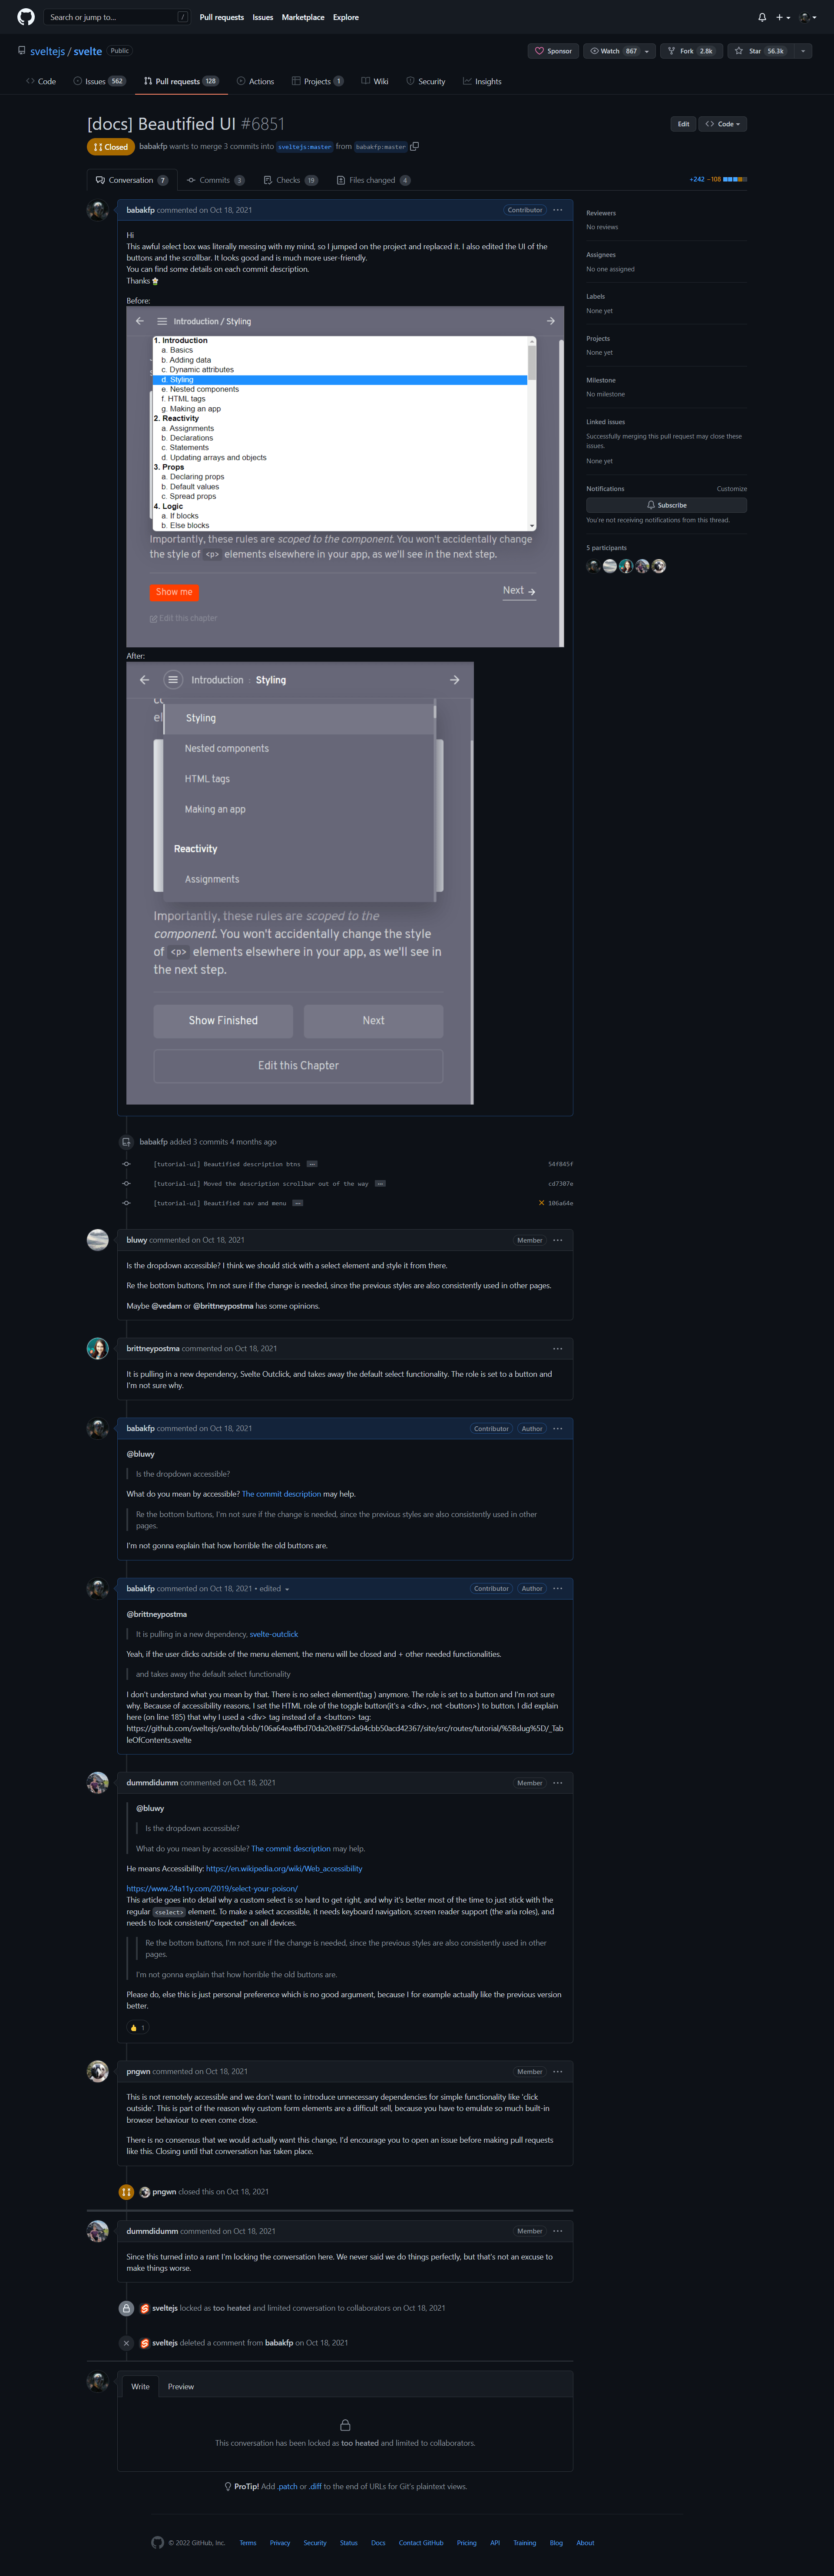 Search or jump to... /
Pull requests Issues Marketplace Explore
sveltejs / svelte Public
Sponsor Watch 867 Fork 2.8k Star 56.3k
Code Issues 562 Pull requests 128 Actions Projects 1 Wiki Security Insights
[docs] Beautified UI #6851
Edit Code
Closed babakfp wants to merge 3 commits into sveltejs:master from babakfp:master
Conversation 7 Commits 3 Checks 19 Files changed 4
+242 −108
babakfp commented on Oct 18, 2021 Contributor
Hi
This awful select box was literally messing with my mind, so I jumped on the project and replaced it. I also edited the UI of the
buttons and the scrollbar. It looks good and is much more user-friendly.
You can find some details on each commit description.
Thanks
Before:
Introduction / Styling
1. Introduction
a. Basics
b. Adding data
c. Dynamic attributes
d. Styling
e. Nested components
f. HTML tags
g. Making an app
2. Reactivity
a. Assignments
b. Declarations
c. Statements
d. Updating arrays and objects
3. Props
a. Declaring props
b. Default values
c. Spread props
4. Logic
a. If blocks
b. Else blocks
Importantly, these rules are scoped to the component. You won't accidentally change
the style of <p> elements elsewhere in your app, as we'll see in the next step.
Show me
Next
Edit this chapter
After:
Introduction Styling
Styling
Nested components
HTML tags
Making an app
Reactivity
Assignments
Importantly, these rules are scoped to the
component. You won't accidentally change the style
of <p> elements elsewhere in your app, as we'll see in
the next step.
Show Finished
Next
Edit this Chapter
Reviewers
No reviews
Assignees
No one assigned
Labels
None yet
Projects
None yet
Milestone
No milestone
Linked issues
Successfully merging this pull request may close these
issues.
None yet
Notifications Customize
Subscribe
You're not receiving notifications from this thread.
5 participants
babakfp added 3 commits 4 months ago
[tutorial-ui] Beautified description btns ... 54f845f
[tutorial-ui] Moved the description scrollbar out of the way ... cd7307e
[tutorial-ui] Beautified nav and menu ... 106a64e
bluwy commented on Oct 18, 2021 Member
Is the dropdown accessible? I think we should stick with a select element and style it from there.
Re the bottom buttons, I'm not sure if the change is needed, since the previous styles are also consistently used in other pages.
Maybe @vedam or @brittneypostma has some opinions.
brittneypostma commented on Oct 18, 2021
It is pulling in a new dependency, Svelte Outclick, and takes away the default select functionality. The role is set to a button and
I'm not sure why.
babakfp commented on Oct 18, 2021 Contributor Author
@bluwy
Is the dropdown accessible?
What do you mean by accessible? The commit description may help.
Re the bottom buttons, I'm not sure if the change is needed, since the previous styles are also consistently used in other
pages.
I'm not gonna explain that how horrible the old buttons are.
babakfp commented on Oct 18, 2021 • edited Contributor Author
@brittneypostma
It is pulling in a new dependency, svelte-outclick
Yeah, if the user clicks outside of the menu element, the menu will be closed and + other needed functionalities.
and takes away the default select functionality
I don't understand what you mean by that. There is no select element(tag ) anymore. The role is set to a button and I'm not sure
why. Because of accessibility reasons, I set the HTML role of the toggle button(it's a <div>, not <button>) to button. I did explain
here (on line 185) that why I used a <div> tag instead of a <button> tag:
https://github.com/sveltejs/svelte/blob/106a64ea4fbd70da20e8f75da94cbb50acd42367/site/src/routes/tutorial/%5Bslug%5D/_Tab
leOfContents.svelte
dummdidumm commented on Oct 18, 2021 Member
@bluwy
Is the dropdown accessible?
What do you mean by accessible? The commit description may help.
He means Accessibility: https://en.wikipedia.org/wiki/Web_accessibility
https://www.24a11y.com/2019/select-your-poison/
This article goes into detail why a custom select is so hard to get right, and why it's better most of the time to just stick with the
regular <select> element. To make a select accessible, it needs keyboard navigation, screen reader support (the aria roles), and
needs to look consistent/"expected" on all devices.
Re the bottom buttons, I'm not sure if the change is needed, since the previous styles are also consistently used in other
pages.
I'm not gonna explain that how horrible the old buttons are.
Please do, else this is just personal preference which is no good argument, because I for example actually like the previous version
better.
1
pngwn commented on Oct 18, 2021 Member
This is not remotely accessible and we don't want to introduce unnecessary dependencies for simple functionality like 'click
outside'. This is part of the reason why custom form elements are a difficult sell, because you have to emulate so much built-in
browser behaviour to even come close.
There is no consensus that we would actually want this change, I'd encourage you to open an issue before making pull requests
like this. Closing until that conversation has taken place.
pngwn closed this on Oct 18, 2021
dummdidumm commented on Oct 18, 2021 Member
Since this turned into a rant I'm locking the conversation here. We never said we do things perfectly, but that's not an excuse to
make things worse.
sveltejs locked as too heated and limited conversation to collaborators on Oct 18, 2021
sveltejs deleted a comment from babakfp on Oct 18, 2021
Write Preview
This conversation has been locked as too heated and limited to collaborators.
ProTip! Add .patch or .diff to the end of URLs for Git's plaintext views.
© 2022 GitHub, Inc. Terms Privacy Security Status Docs Contact GitHub Pricing API Training Blog About